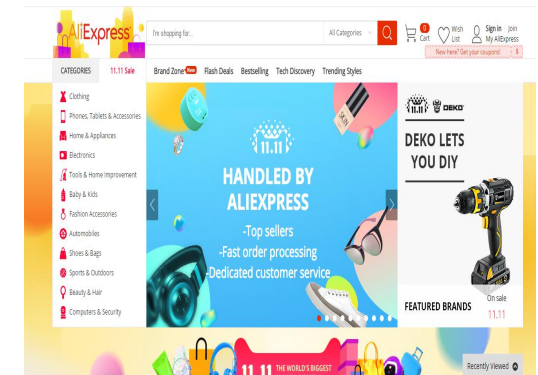 AliExpress
I'm shopping for...
All Categories
0
Cart
Wish
List
Sign in Join
My AliExpress
New here? Get your coupons!
$
CATEGORIES
11.11 Sale
Brand Zone New
Flash Deals
Bestselling
Tech Discovery
Trending Styles
Clothing
Phones, Tablets & Accessories
Home & Appliances
Electronics
Tools & Home Improvement
Baby & Kids
Fashion Accessories
Automobiles
Shoes & Bags
Sports & Outdoors
Beauty & Hair
Computers & Security
SKIN
11.11
HANDLED BY
ALIEXPRESS
-Top sellers
-Fast order processing
-Dedicated customer service
11.11
DEKO
DEKO LETS
YOU DIY
FEATURED BRANDS
On sale
11.11
11.11 THE WORLD'S BIGGEST
Recently Viewed